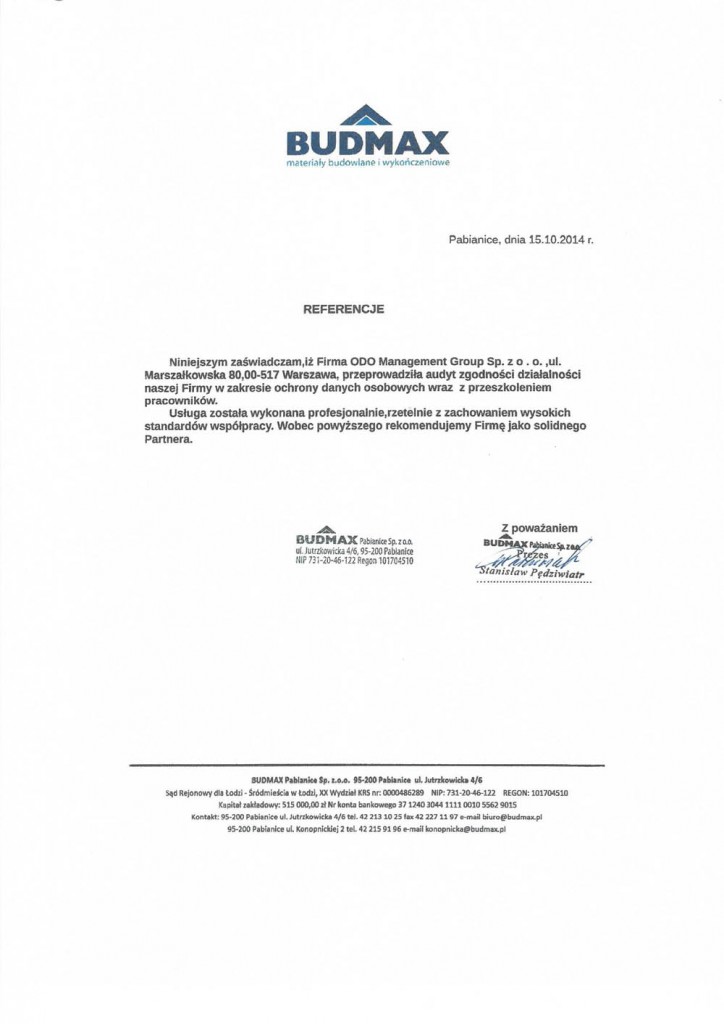 BUDMAX
materiały budowlane i wykończeniowe
Pabianice, dnia 15.10.2014 r.
REFERENCJE
Niniejszym zaświadczam,iż Firma ODO Management Group Sp. z o . o. ,ul.
Marszałkowska 80,00-517 Warszawa, przeprowadziła audyt zgodności działalności
naszej Firmy w zakresie ochrony danych osobowych wraz z przeszkoleniem
pracowników.
Usługa została wykonana profesjonalnie,rzetelnie z zachowaniem wysokich
standardów współpracy. Wobec powyższego rekomendujemy Firmę jako solidnego
Partnera.
BUDMAX Pabianice Sp. z o.o.
ul. Jutrzkowicka 4/6, 95-200 Pabianice
NIP 731-20-46-122 Regon 101704510
Z poważaniem
BUDMAX Pabianice Sp. z o.o.
Prezes
Stanisław Pędziwiatr
BUDMAX Pabianice Sp. z.o.o. 95-200 Pabianice ul. Jutrzkowicka 4/6
Sąd Rejonowy dla Łodzi - Śródmieścia w Łodzi, XX Wydział KRS nr: 0000486289 NIP: 731-20-46-122 REGON: 101704510
Kapitał zakładowy: 515 000,00 zł Nr konta bankowego 37 1240 3044 1111 0010 5562 9015
Kontakt: 95-200 Pabianice ul. Jutrzkowicka 4/6 tel. 42 213 10 25 fax 42 227 11 97 e-mail biuro@budmax.pl
95-200 Pabianice ul. Konopnickiej 2 tel. 42 215 91 96 e-mail konopnicka@budmax.pl